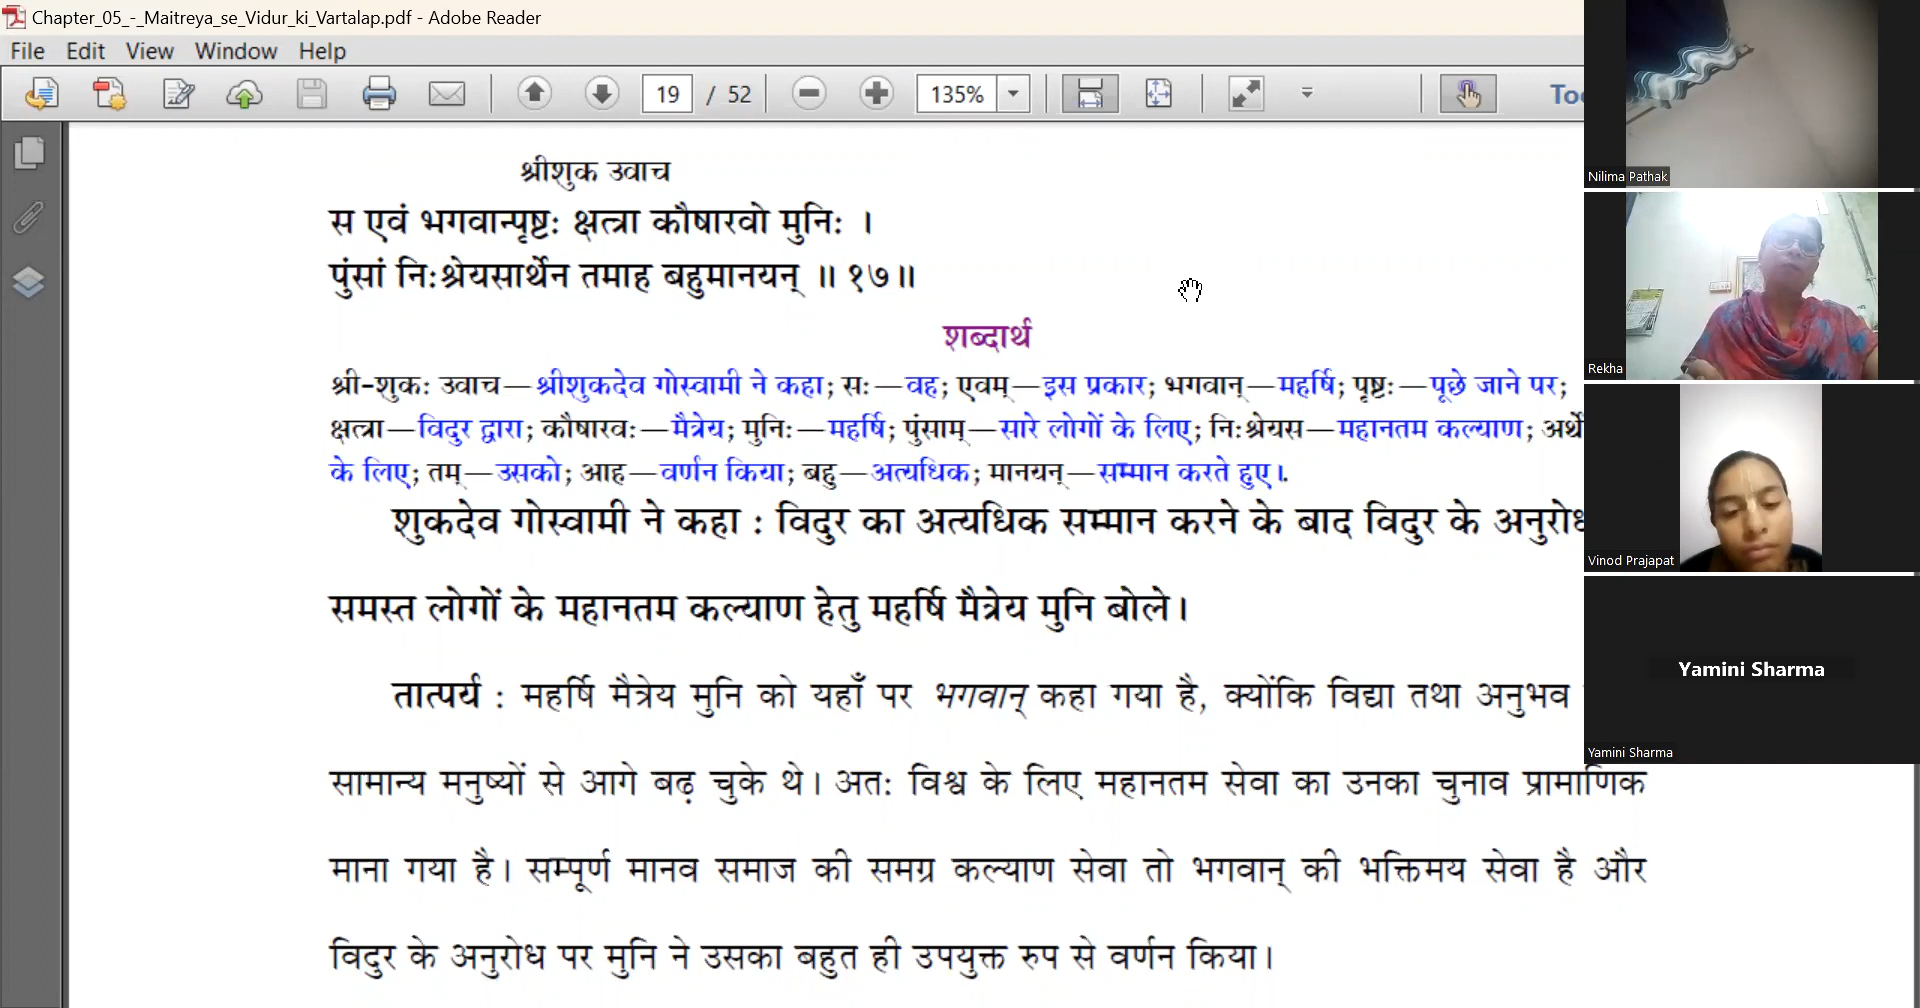 Chapter_05_-_Maitreya_se_Vidur_ki_Vartalap.pdf - Adobe Reader
File Edit View Window Help
19 / 52 135%
श्रीशुक उवाच
स एवं भगवान्पृष्टः क्षत्रा कौषारवो मुनिः ।
पुंसां निःश्रेयसार्थेन तमाह बहुमानयन् ॥ १७॥
शब्दार्थ
श्री-शुकः उवाच—श्रीशुकदेव गोस्वामी ने कहा; सः—वह; एवम्—इस प्रकार; भगवान्—महर्षि; पृष्टः—पूछे जाने पर;
क्षत्रा—विदुर द्वारा; कौषारवः—मैत्रेय; मुनिः—महर्षि; पुंसाम्—सारे लोगों के लिए; निःश्रेयस—महानतम कल्याण;
के लिए; तम्—उसको; आह—वर्णन किया; बहु—अत्यधिक; मानयन्—सम्मान करते हुए।.
शुकदेव गोस्वामी ने कहा : विदुर का अत्यधिक सम्मान करने के बाद विदुर के
समस्त लोगों के महानतम कल्याण हेतु महर्षि मैत्रेय मुनि बोले।
तात्पर्य : महर्षि मैत्रेय मुनि को यहाँ पर भगवान् कहा गया है, क्योंकि विद्या तथा अनुभव
सामान्य मनुष्यों से आगे बढ़ चुके थे। अतः विश्व के लिए महानतम सेवा का उनका चुनाव प्रामाणिक
माना गया है। सम्पूर्ण मानव समाज की समग्र कल्याण सेवा तो भगवान् की भक्तिमय सेवा है और
विदुर के अनुरोध पर मुनि ने उसका बहुत ही उपयुक्त रुप से वर्णन किया।
Nilima Pathak
Rekha
Vinod Prajapat
Yamini Sharma
Yamini Sharma